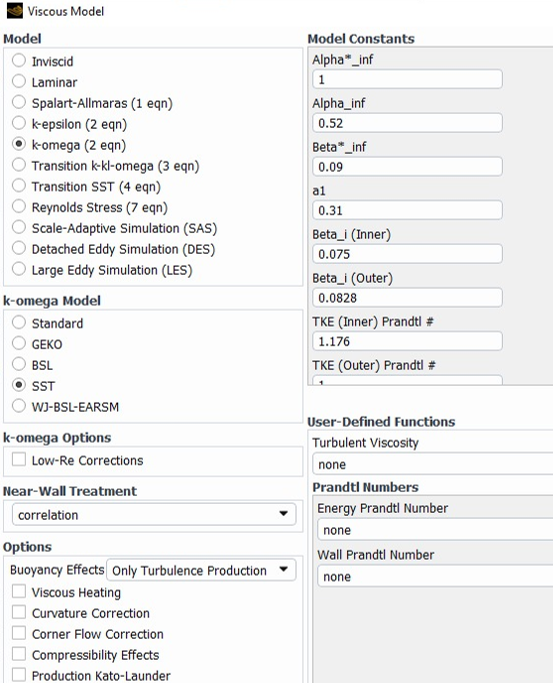 Viscous Model
Model
Inviscid
Laminar
Spalart-Allmaras (1 eqn)
k-epsilon (2 eqn)
k-omega (2 eqn)
Transition k-kl-omega (3 eqn)
Transition SST (4 eqn)
Reynolds Stress (7 eqn)
Scale-Adaptive Simulation (SAS)
Detached Eddy Simulation (DES)
Large Eddy Simulation (LES)
k-omega Model
Standard
GEKO
BSL
SST
WJ-BSL-EARSM
k-omega Options
Low-Re Corrections
Near-Wall Treatment
correlation
Options
Buoyancy Effects Only Turbulence Production
Viscous Heating
Curvature Correction
Corner Flow Correction
Compressibility Effects
Production Kato-Launder
Model Constants
Alpha*_inf
1
Alpha_inf
0.52
Beta*_inf
0.09
a1
0.31
Beta_i (Inner)
0.075
Beta_i (Outer)
0.0828
TKE (Inner) Prandtl #
1.176
TKE (Outer) Prandtl #
User-Defined Functions
Turbulent Viscosity
none
Prandtl Numbers
Energy Prandtl Number
none
Wall Prandtl Number
none